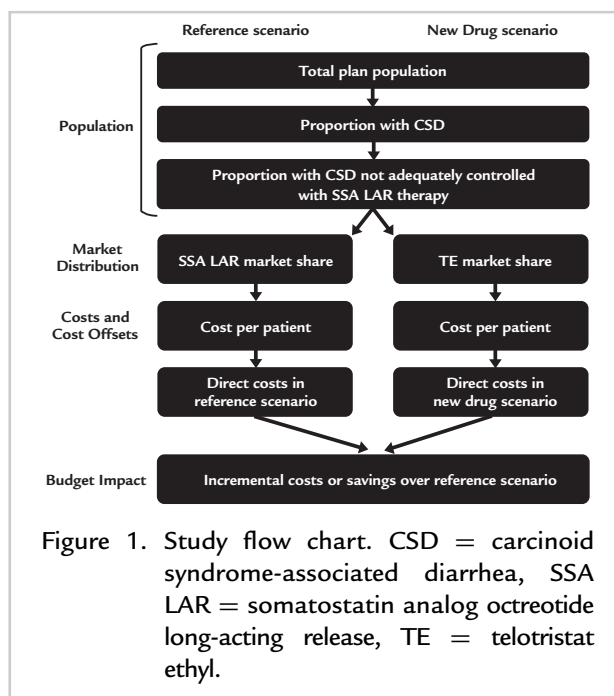 Reference scenario New Drug scenario
Total plan population
Population
Proportion with CSD
Proportion with CSD not adequately controlled
with SSA LAR therapy
Market
Distribution
SSA LAR market share TE market share
Costs and
Cost Offsets
Cost per patient Cost per patient
Direct costs in
reference scenario
Direct costs in
new drug scenario
Budget Impact
Incremental costs or savings over reference scenario
Figure 1. Study flow chart. CSD = carcinoid
syndrome-associated diarrhea, SSA
LAR = somatostatin analog octreotide
long-acting release, TE = telotristat
ethyl.